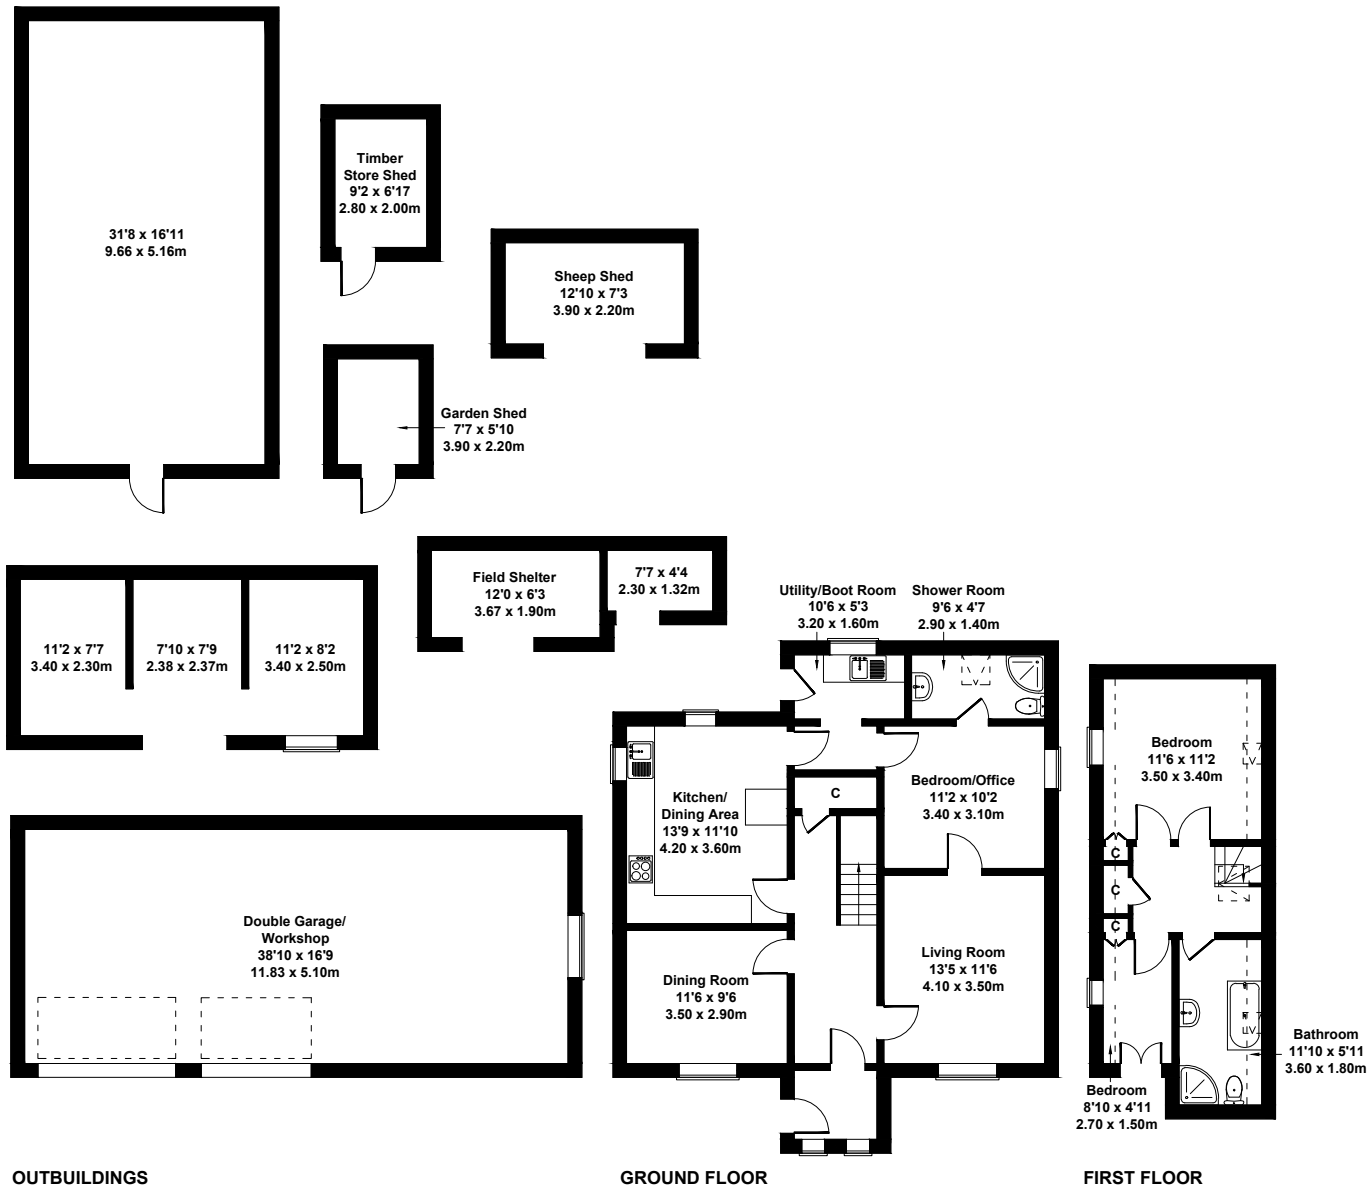 31'8 x 16'11
9.66 x 5.16m
Timber
Store Shed
9'2 x 6'17
2.80 x 2.00m
Sheep Shed
12'10 x 7'3
3.90 x 2.20m
Garden Shed
7'7 x 5'10
3.90 x 2.20m
Field Shelter
12'0 x 6'3
3.67 x 1.90m
7'7 x 4'4
2.30 x 1.32m
11'2 x 7'7
3.40 x 2.30m
7'10 x 7'9
2.38 x 2.37m
11'2 x 8'2
3.40 x 2.50m
Double Garage/
Workshop
38'10 x 16'9
11.83 x 5.10m
OUTBUILDINGS
Utility/Boot Room
10'6 x 5'3
3.20 x 1.60m
Shower Room
9'6 x 4'7
2.90 x 1.40m
V
Kitchen/
Dining Area
13'9 x 11'10
4.20 x 3.60m
C
Bedroom/Office
11'2 x 10'2
3.40 x 3.10m
Dining Room
11'6 x 9'6
3.50 x 2.90m
Living Room
13'5 x 11'6
4.10 x 3.50m
GROUND FLOOR
Bedroom
11'6 x 11'2
3.50 x 3.40m
V
C
C
C
V
Bathroom
11'10 x 5'11
3.60 x 1.80m
Bedroom
8'10 x 4'11
2.70 x 1.50m
FIRST FLOOR